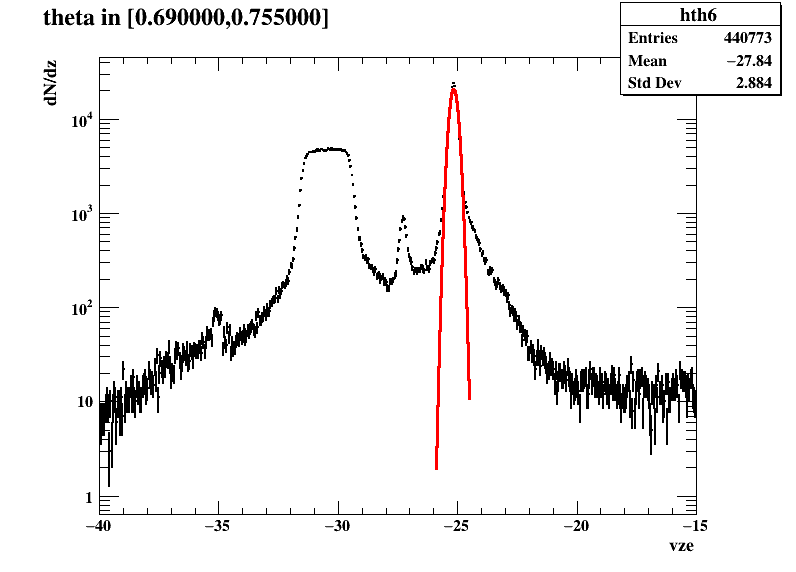 theta in [0.690000,0.755000]
hth6
Entries 440773
Mean −27.84
Std Dev 2.884
dN/dz
10^4
10^3
10^2
10
1
−40 −35 −30 −25 −20 −15
vze